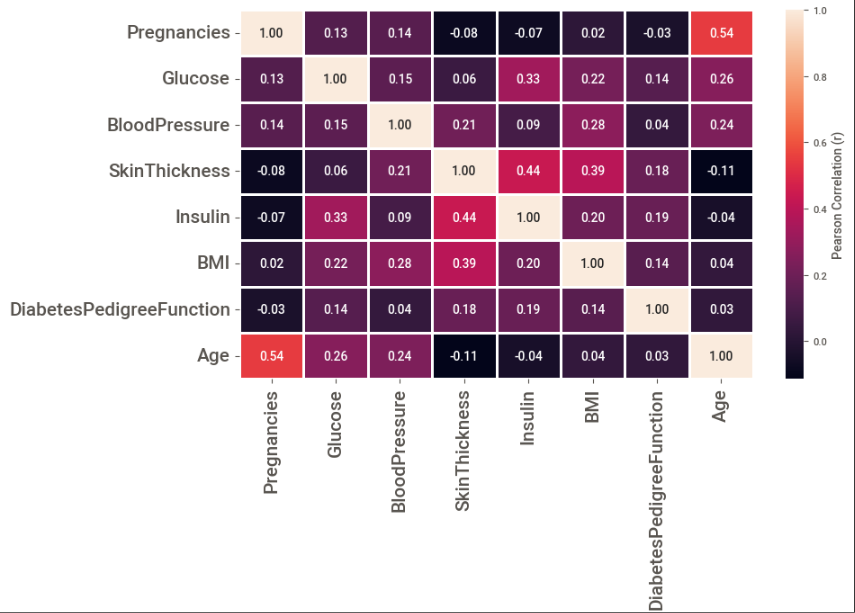 Pregnancies 1.00 0.13 0.14 -0.08 -0.07 0.02 -0.03 0.54
Glucose 0.13 1.00 0.15 0.06 0.33 0.22 0.14 0.26
BloodPressure 0.14 0.15 1.00 0.21 0.09 0.28 0.04 0.24
SkinThickness -0.08 0.06 0.21 1.00 0.44 0.39 0.18 -0.11
Insulin -0.07 0.33 0.09 0.44 1.00 0.20 0.19 -0.04
BMI 0.02 0.22 0.28 0.39 0.20 1.00 0.14 0.04
DiabetesPedigreeFunction -0.03 0.14 0.04 0.18 0.19 0.14 1.00 0.03
Age 0.54 0.26 0.24 -0.11 -0.04 0.04 0.03 1.00
Pregnancies
Glucose
BloodPressure
SkinThickness
Insulin
BMI
DiabetesPedigreeFunction
Age
1.0
0.8
0.6
0.4
0.2
0.0
Pearson Correlation (r)